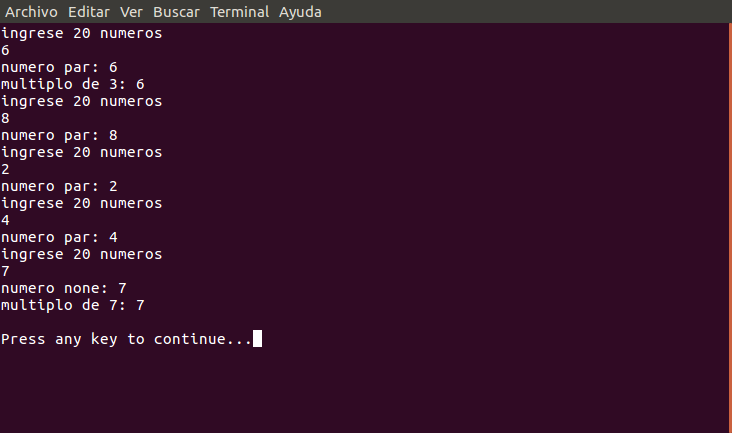 Archivo Editar Ver Buscar Terminal Ayuda
ingrese 20 numeros
6
numero par: 6
multiplo de 3: 6
ingrese 20 numeros
8
numero par: 8
ingrese 20 numeros
2
numero par: 2
ingrese 20 numeros
4
numero par: 4
ingrese 20 numeros
7
numero none: 7
multiplo de 7: 7
Press any key to continue...